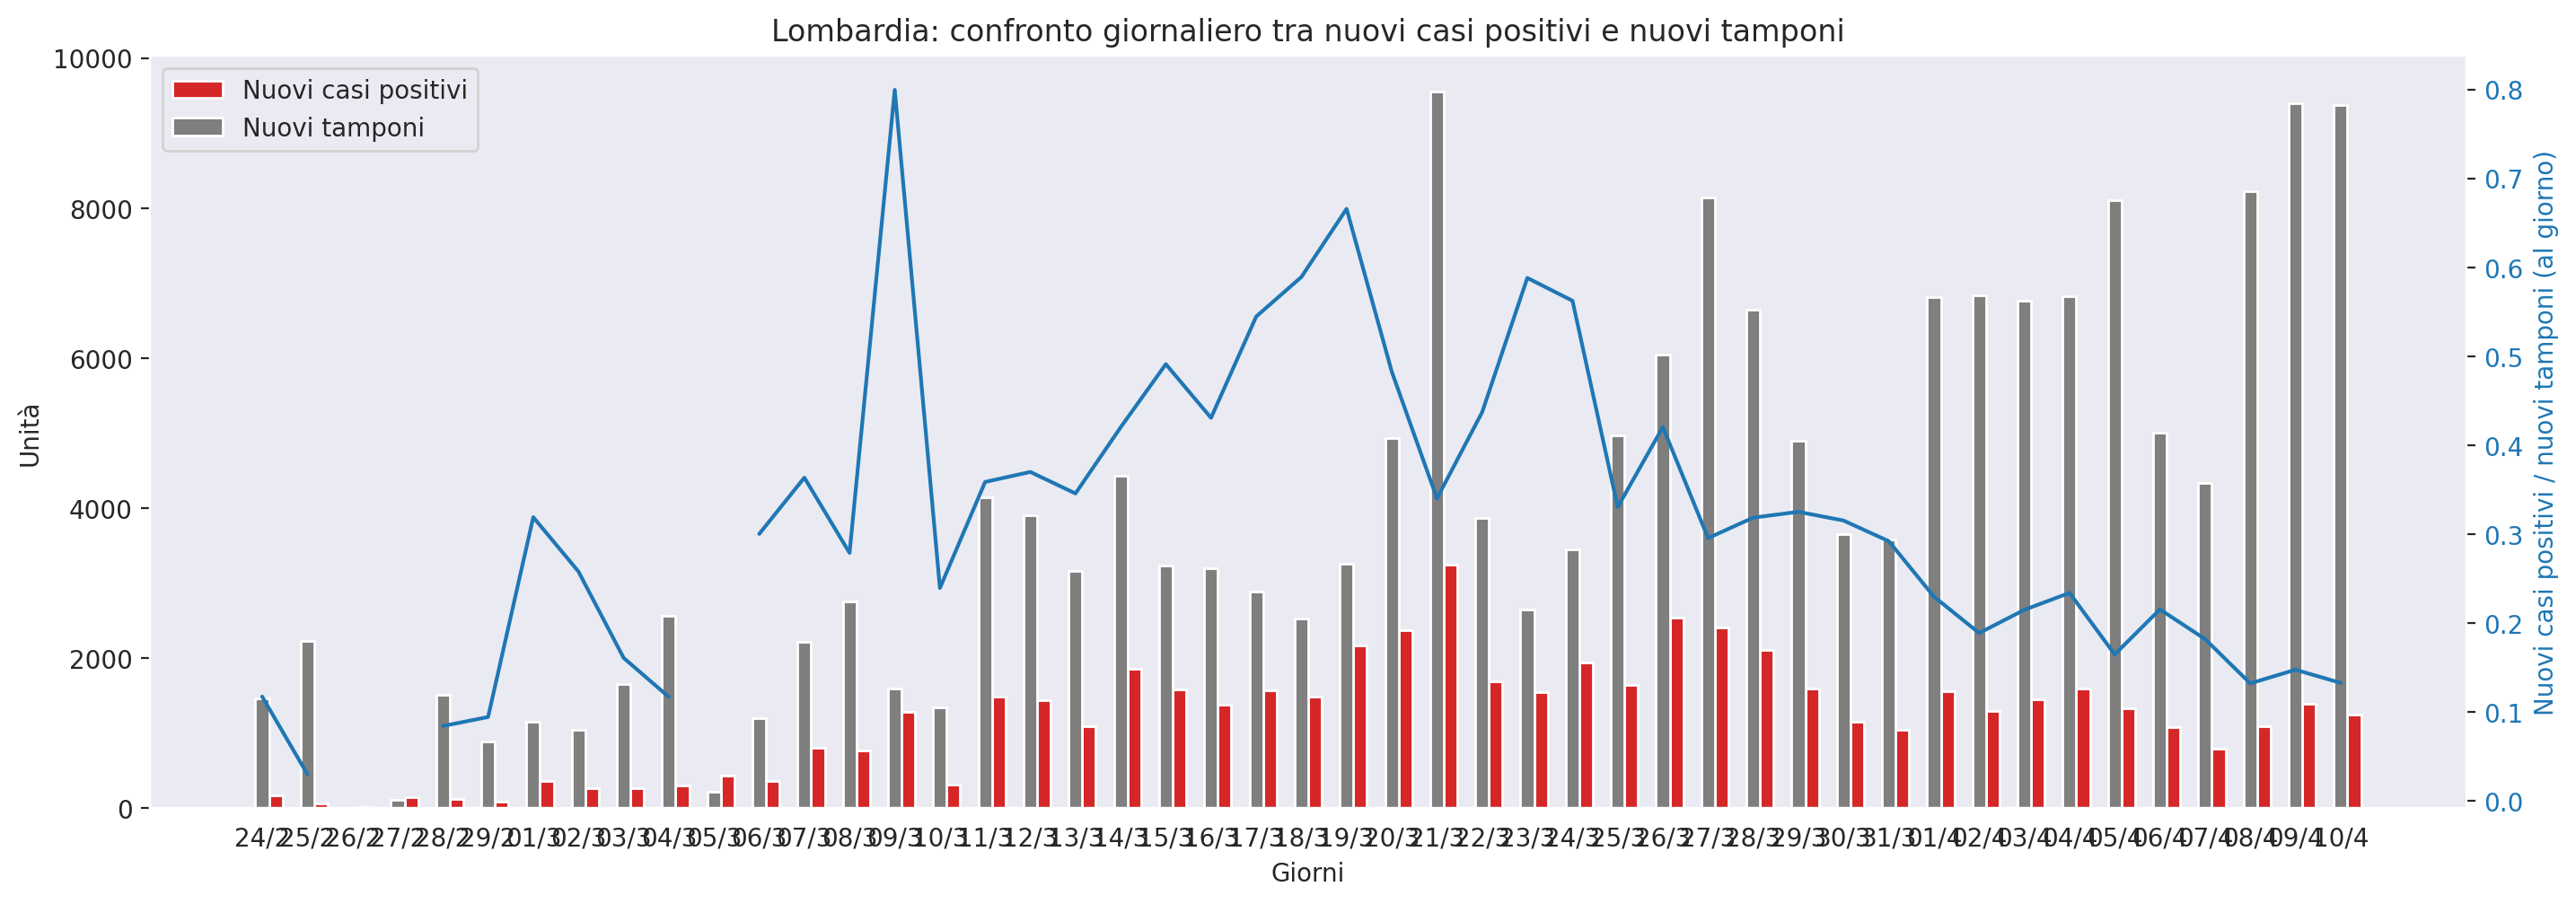 Lombardia: confronto giornaliero tra nuovi casi positivi e nuovi tamponi
Nuovi casi positivi
Nuovi tamponi
10000
8000
6000
4000
2000
0
Unità
0.8
0.7
0.6
0.5
0.4
0.3
0.2
0.1
0.0
Nuovi casi positivi / nuovi tamponi (al giorno)
24/2 25/2 26/2 27/2 28/2 29/2 01/3 02/3 03/3 04/3 05/3 06/3 07/3 08/3 09/3 10/3 11/3 12/3 13/3 14/3 15/3 16/3 17/3 18/3 19/3 20/3 21/3 22/3 23/3 24/3 25/3 26/3 27/3 28/3 29/3 30/3 31/3 01/4 02/4 03/4 04/4 05/4 06/4 07/4 08/4 09/4 10/4
Giorni